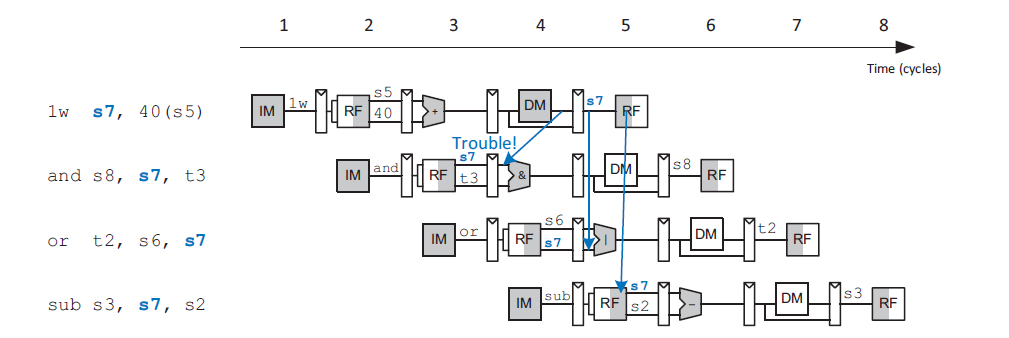 1 2 3 4 5 6 7 8
Time (cycles)
lw s7, 40(s5)
IM lw RF s5 40 + DM s7 RF
Trouble!
and s8, s7, t3
IM and RF s7 t3 & DM s8 RF
or t2, s6, s7
IM or RF s6 s7 | DM t2 RF
sub s3, s7, s2
IM sub RF s7 s2 - DM s3 RF